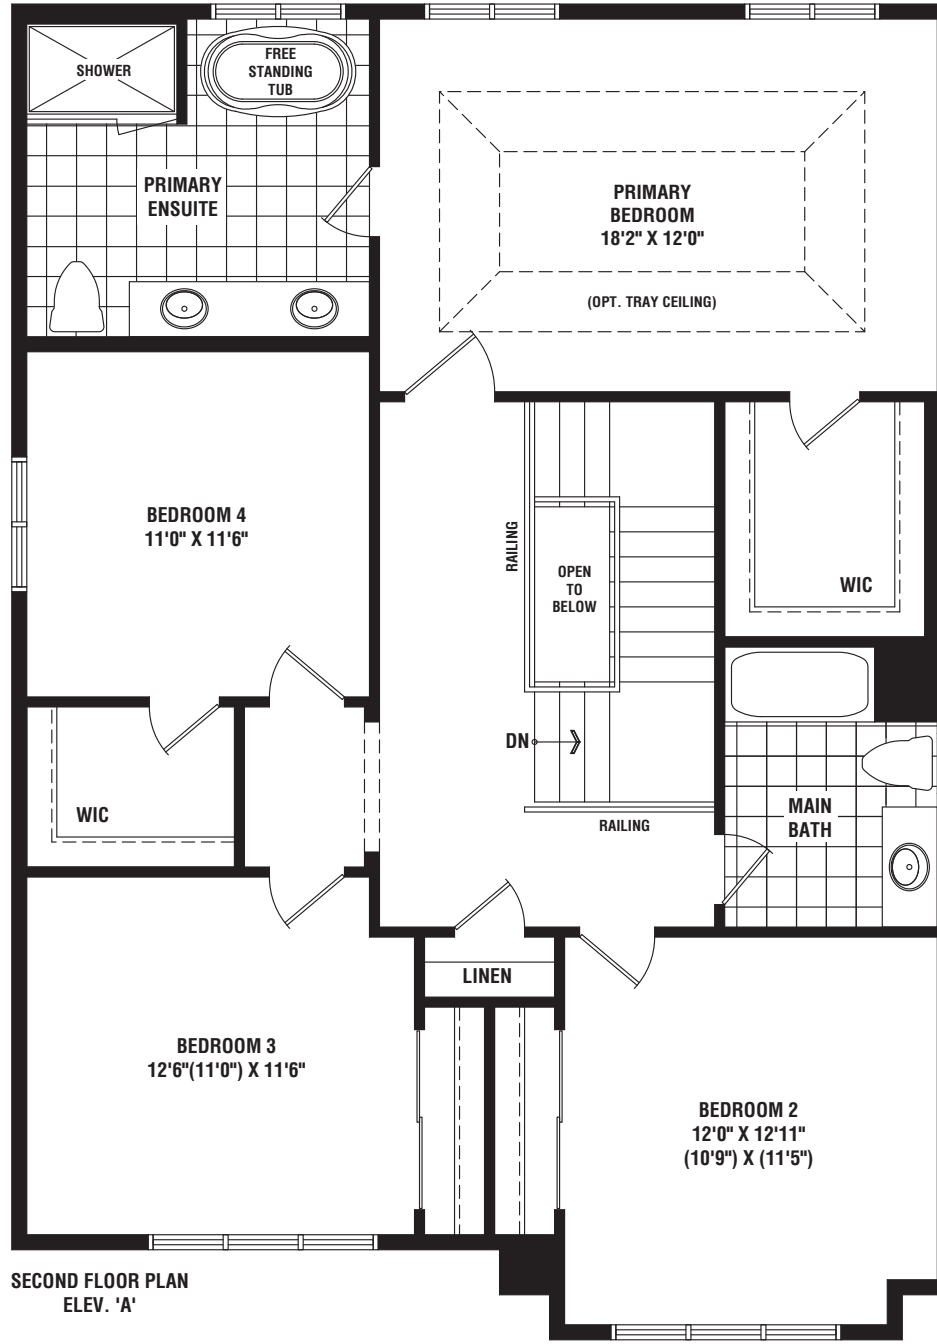 SHOWER
FREE
STANDING
TUB
PRIMARY
ENSUITE
PRIMARY
BEDROOM
18'2" X 12'0"
(OPT. TRAY CEILING)
BEDROOM 4
11'0" X 11'6"
RAILING
OPEN
TO
BELOW
WIC
DN
WIC
MAIN
BATH
RAILING
LINEN
BEDROOM 3
12'6"(11'0") X 11'6"
BEDROOM 2
12'0" X 12'11"
(10'9") X (11'5")
SECOND FLOOR PLAN
ELEV. 'A'